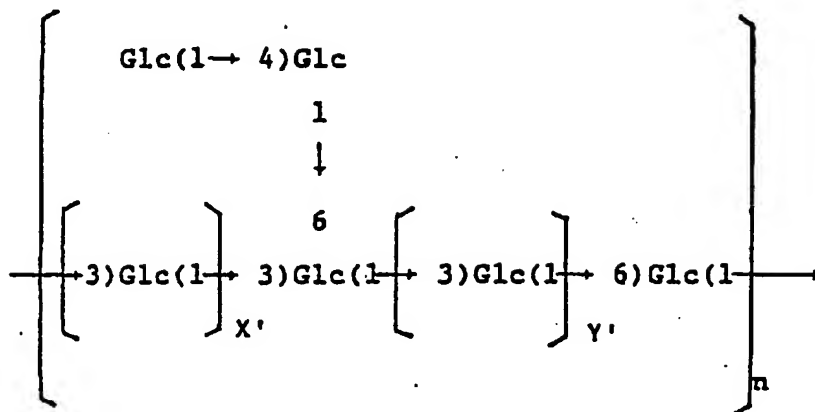 Glc(1→ 4)Glc
1
↓
6
→3)Glc(1→ 3)Glc(1→ 3)Glc(1→ 6)Glc(1→
X' Y'
n